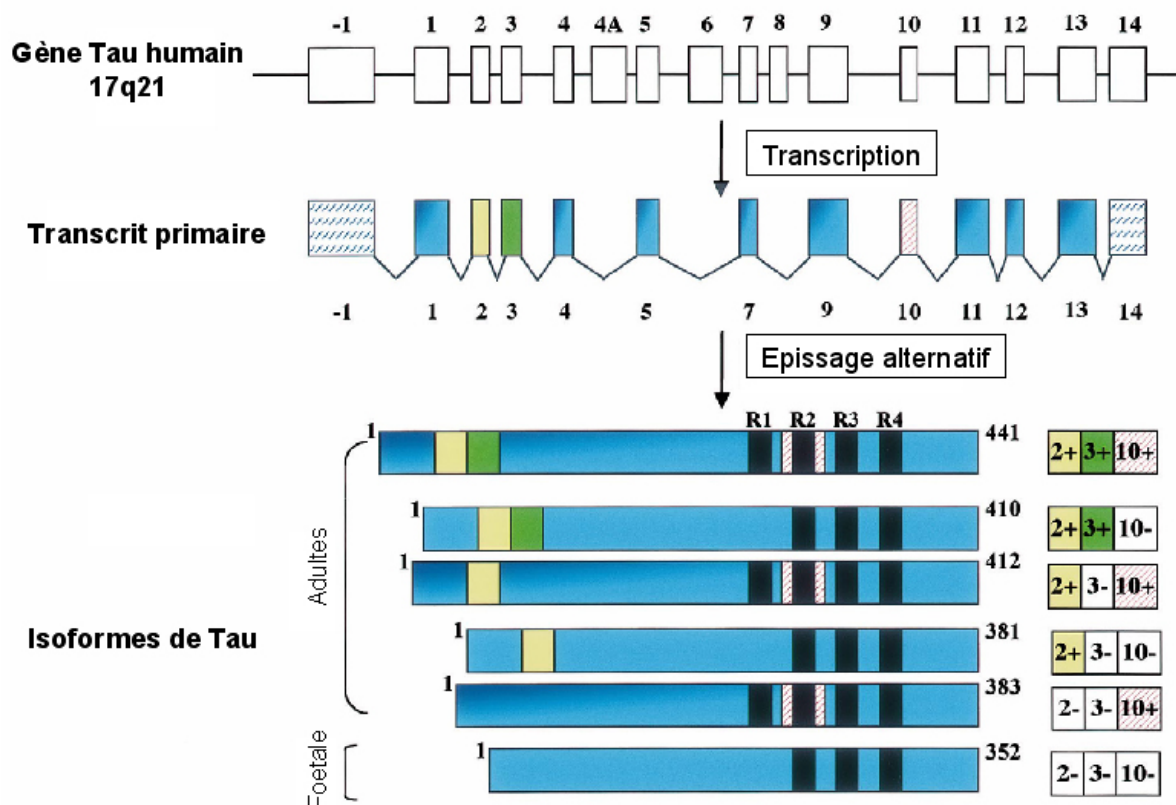 -1 1 2 3 4 4A 5 6 7 8 9 10 11 12 13 14
Gène Tau humain
17q21
Transcription
Transcrit primaire
-1 1 2 3 4 5 7 9 10 11 12 13 14
Epissage alternatif
R1 R2 R3 R4
1 441
2+ 3+ 10+
1 410
2+ 3+ 10-
1 412
2+ 3- 10+
Adultes
Isoformes de Tau
1 381
2+ 3- 10-
1 383
2- 3- 10+
Foetale
1 352
2- 3- 10-